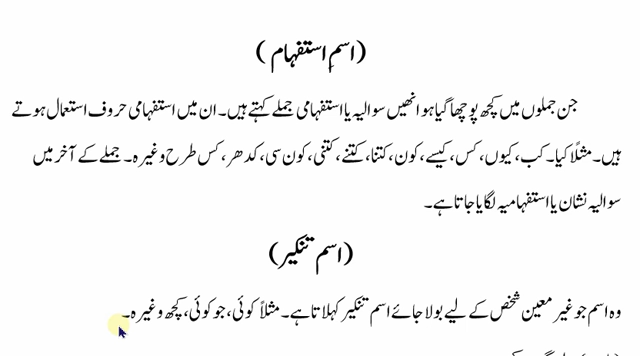 (اسمِ استفہام)
جن جملوں میں کچھ پوچھا گیا ہو انھیں سوالیہ یا استفہامی جملے کہتے ہیں۔ ان میں استفہامی حروف استعمال ہوتے
ہیں۔ مثلًا کیا۔ کب، کیوں، کس، کیسے، کون، کتنا، کتنے، کتنی، کون سی، کدھر، کس طرح وغیرہ۔ جملے کے آخر میں
سوالیہ نشان یا استفہامیہ لگایا جاتا ہے۔
(اسم تنکیر)
وہ اسم جو غیر معین شخص کے لیے بولا جائے اسم تنکیر کہلاتا ہے۔ مثلاً کوئی، جو کوئی، کچھ وغیرہ۔